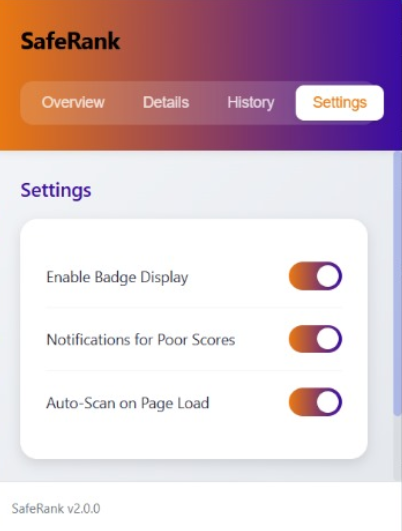 SafeRank
Overview Details History Settings
Settings
Enable Badge Display
Notifications for Poor Scores
Auto-Scan on Page Load
SafeRank v2.0.0